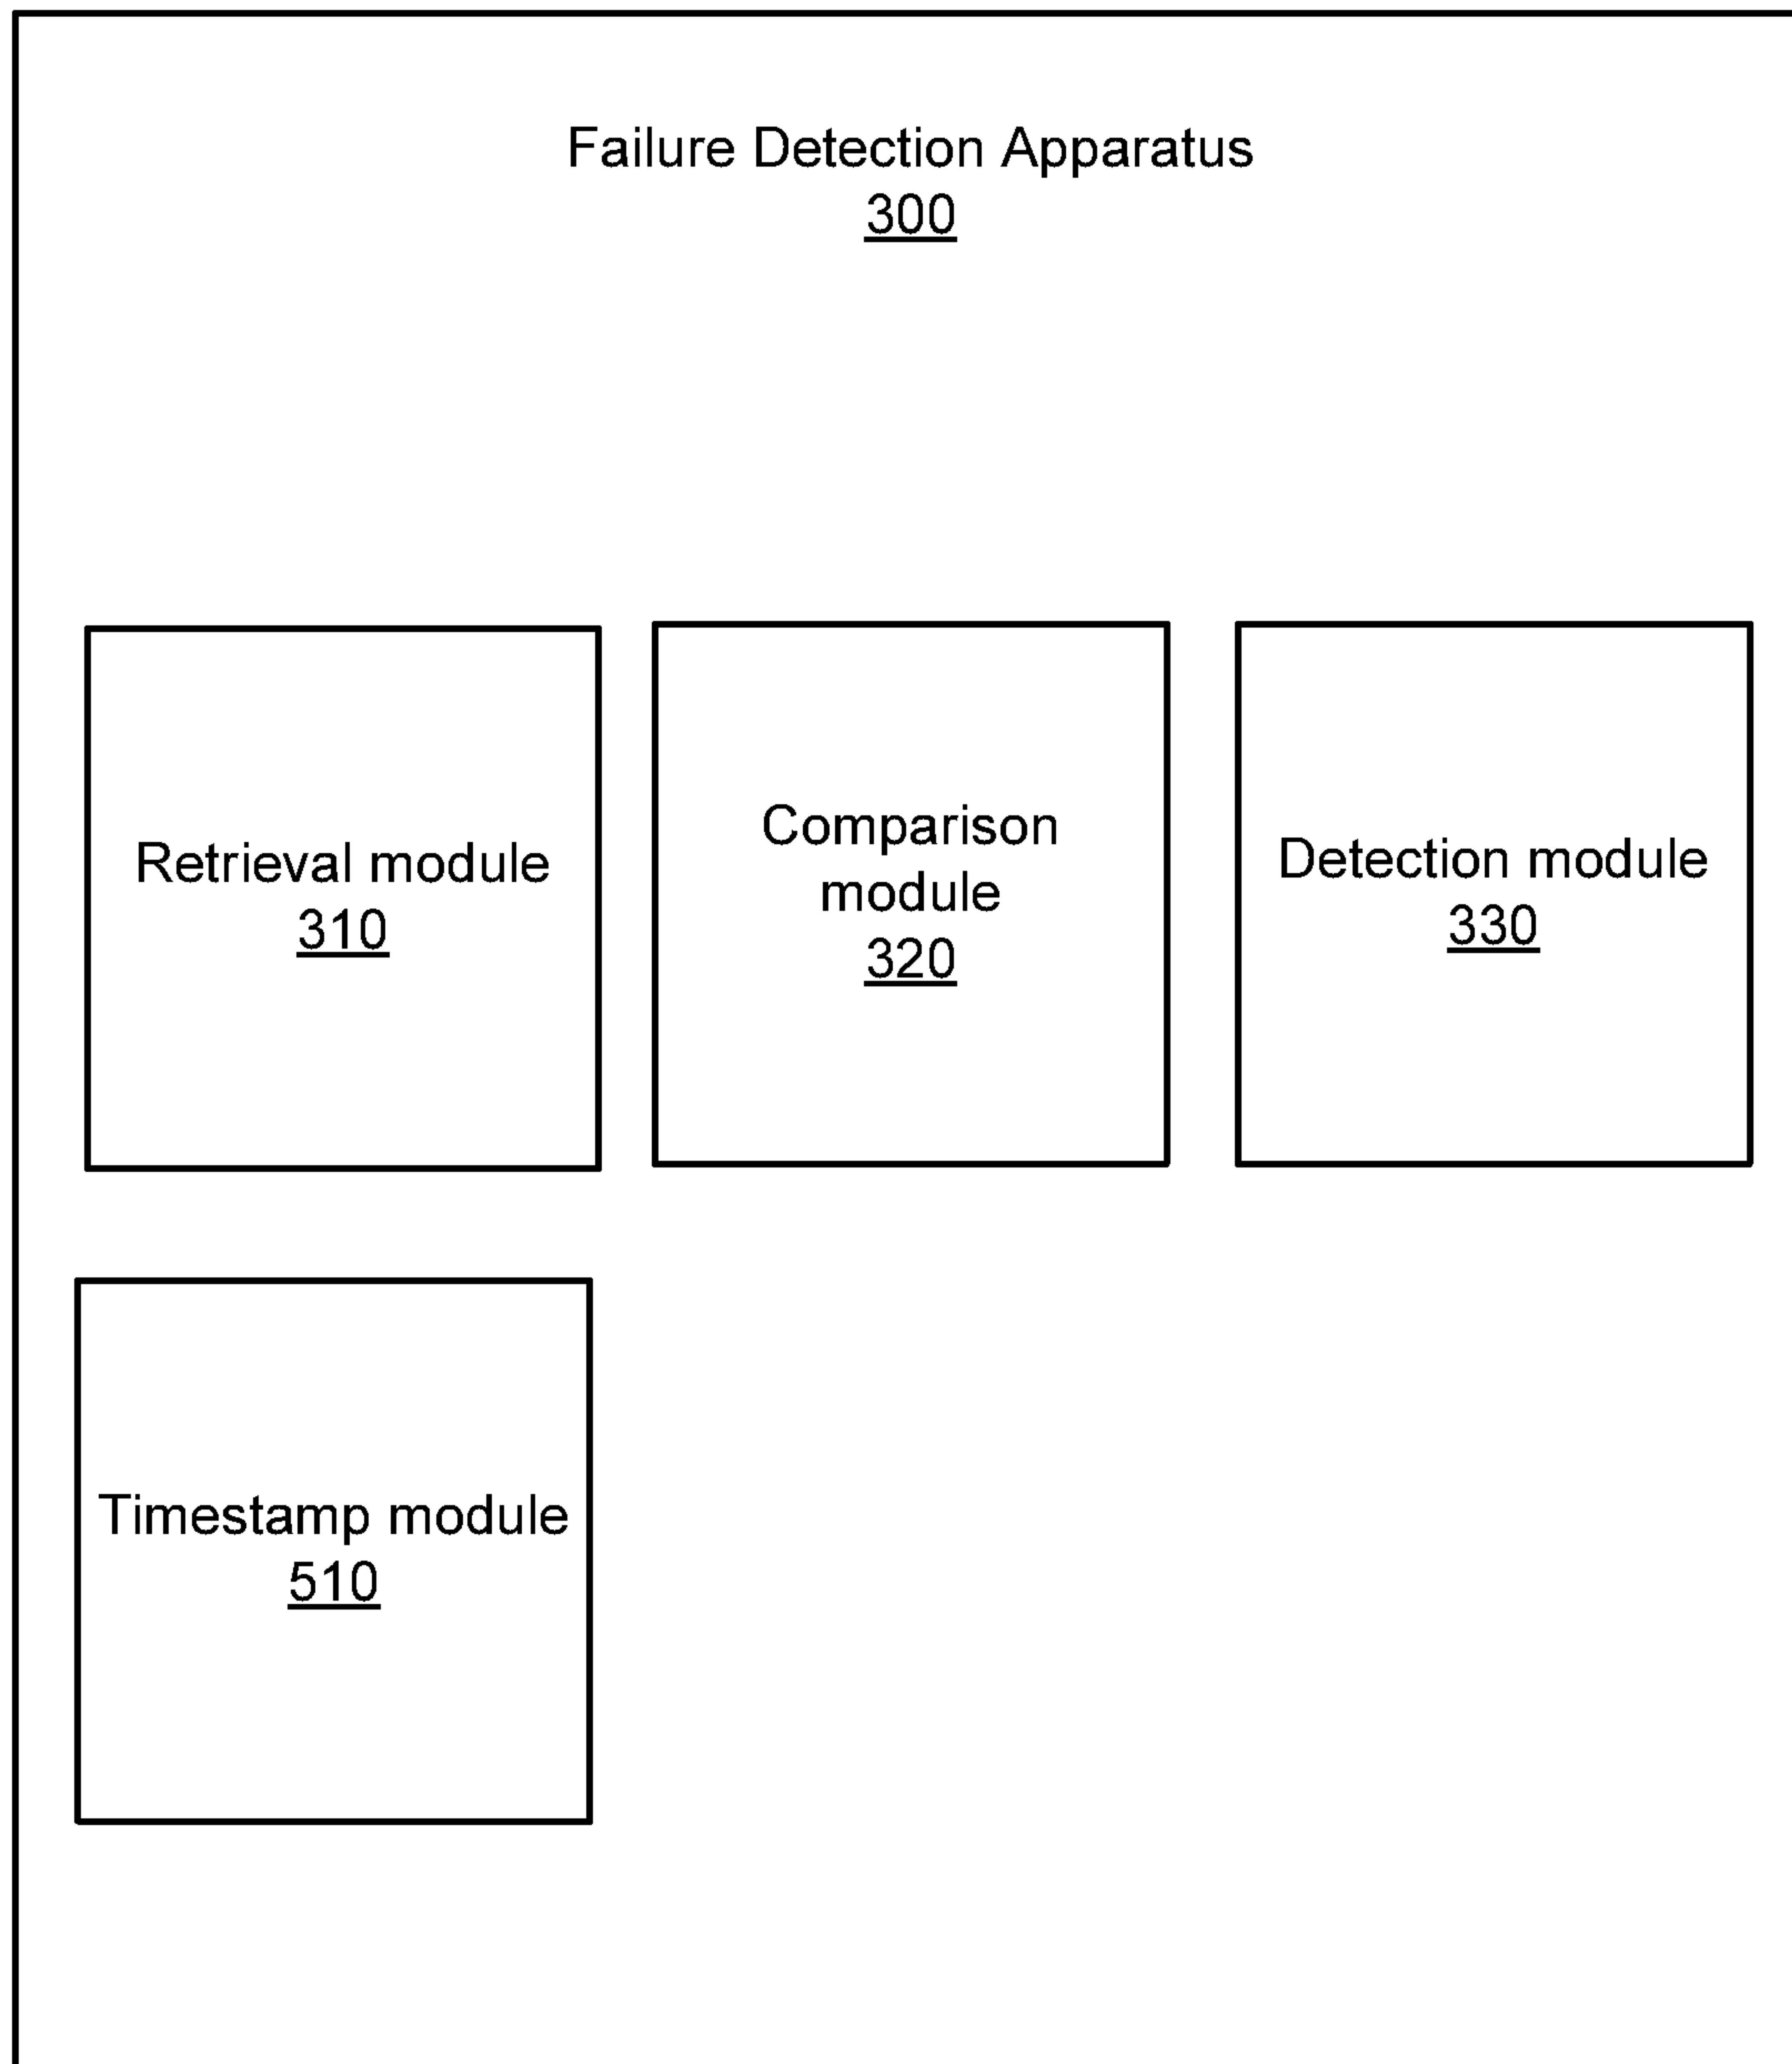 Failure Detection Apparatus
300
Retrieval module
310
Comparison
module
320
Detection module
330
Timestamp module
510